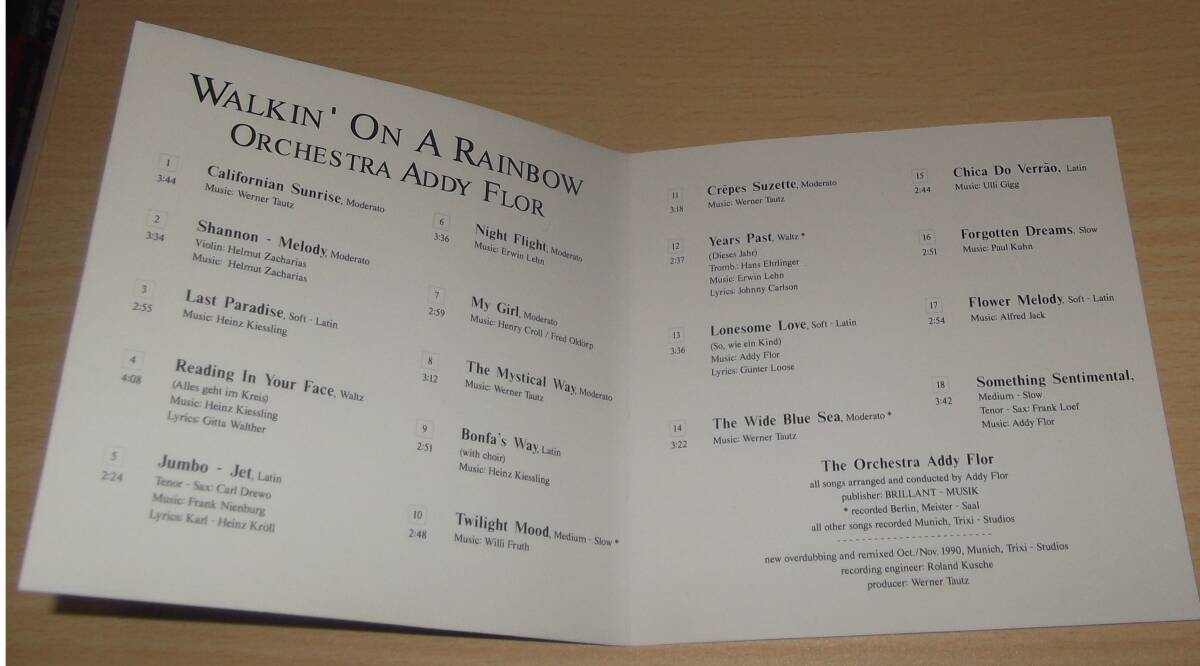 WALKIN' ON A RAINBOW
ORCHESTRA ADDY FLOR
1
3:44
Californian Sunrise, Moderato
Music: Werner Tautz
2
3:34
Shannon - Melody, Moderato
Violin: Helmut Zacharias
Music: Helmut Zacharias
3
2:55
Last Paradise, Soft - Latin
Music: Heinz Kiessling
4
4:08
Reading In Your Face, Waltz
(Alles geht im Kreis)
Music: Heinz Kiessling
Lyrics: Gitta Walther
5
2:24
Jumbo - Jet, Latin
Tenor - Sax: Carl Drewo
Music: Frank Nienburg
Lyrics: Karl - Heinz Kröll
6
3:36
Night Flight, Moderato
Music: Erwin Lehn
7
2:59
My Girl, Moderato
Music: Henry Croll / Fred Oldörp
8
3:12
The Mystical Way, Moderato
Music: Werner Tautz
9
2:51
Bonfa's Way, Latin
(with choir)
Music: Heinz Kiessling
10
2:48
Twilight Mood, Medium - Slow *
Music: Willi Fruth
11
3:18
Crêpes Suzette, Moderato
Music: Werner Tautz
12
2:37
Years Past, Waltz *
(Dieses Jahr)
Tromb.: Hans Ehrlinger
Music: Erwin Lehn
Lyrics: Johnny Carlson
13
3:36
Lonesome Love, Soft - Latin
(So, wie ein Kind)
Music: Addy Flor
Lyrics: Günter Loose
14
3:22
The Wide Blue Sea, Moderato *
Music: Werner Tautz
15
2:44
Chica Do Verrão, Latin
Music: Ulli Gigg
16
2:51
Forgotten Dreams, Slow
Music: Paul Kuhn
17
2:54
Flower Melody, Soft - Latin
Music: Alfred Jack
18
3:42
Something Sentimental,
Medium - Slow
Tenor - Sax: Frank Loef
Music: Addy Flor
The Orchestra Addy Flor
all songs arranged and conducted by Addy Flor
publisher: BRILLANT - MUSIK
* recorded Berlin, Meister - Saal
all other songs recorded Munich, Trixi - Studios
new overdubbing and remixed Oct./Nov. 1990, Munich, Trixi - Studios
recording engineer: Roland Kusche
producer: Werner Tautz